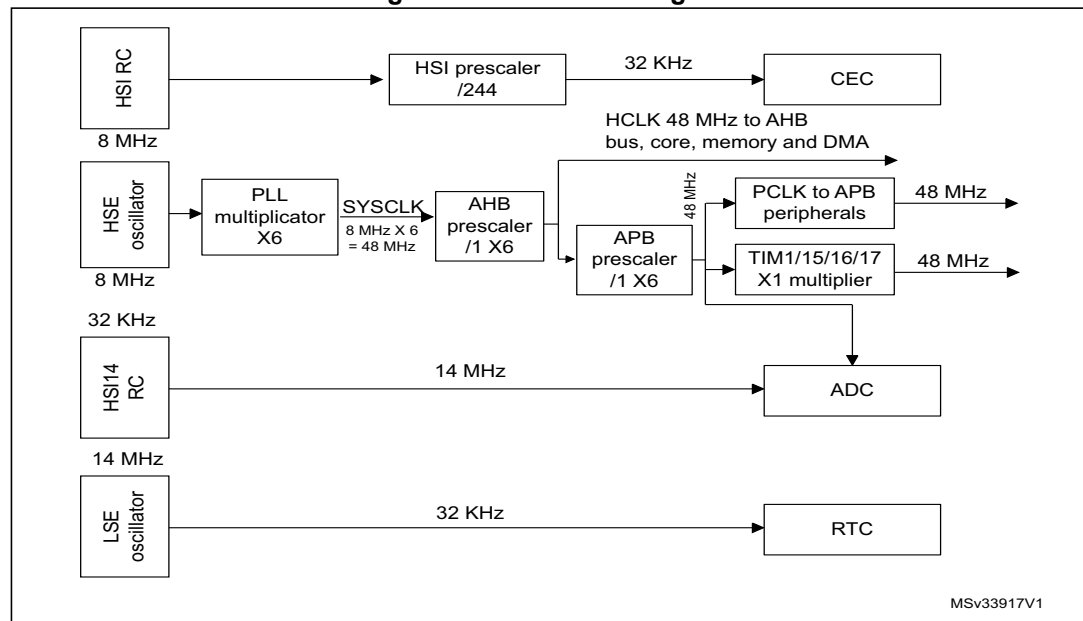 HSI RC
8 MHz
HSI prescaler
/244
32 KHz
CEC
HCLK 48 MHz to AHB
bus, core, memory and DMA
HSE
oscillator
8 MHz
PLL
multiplicator
X6
SYSCLK
8 MHz X 6
= 48 MHz
AHB
prescaler
/1 X6
APB
prescaler
/1 X6
48 MHz
PCLK to APB
peripherals
48 MHz
TIM1/15/16/17
X1 multiplier
48 MHz
32 KHz
HSI14
RC
14 MHz
ADC
14 MHz
LSE
oscillator
32 KHz
RTC
MSv33917V1